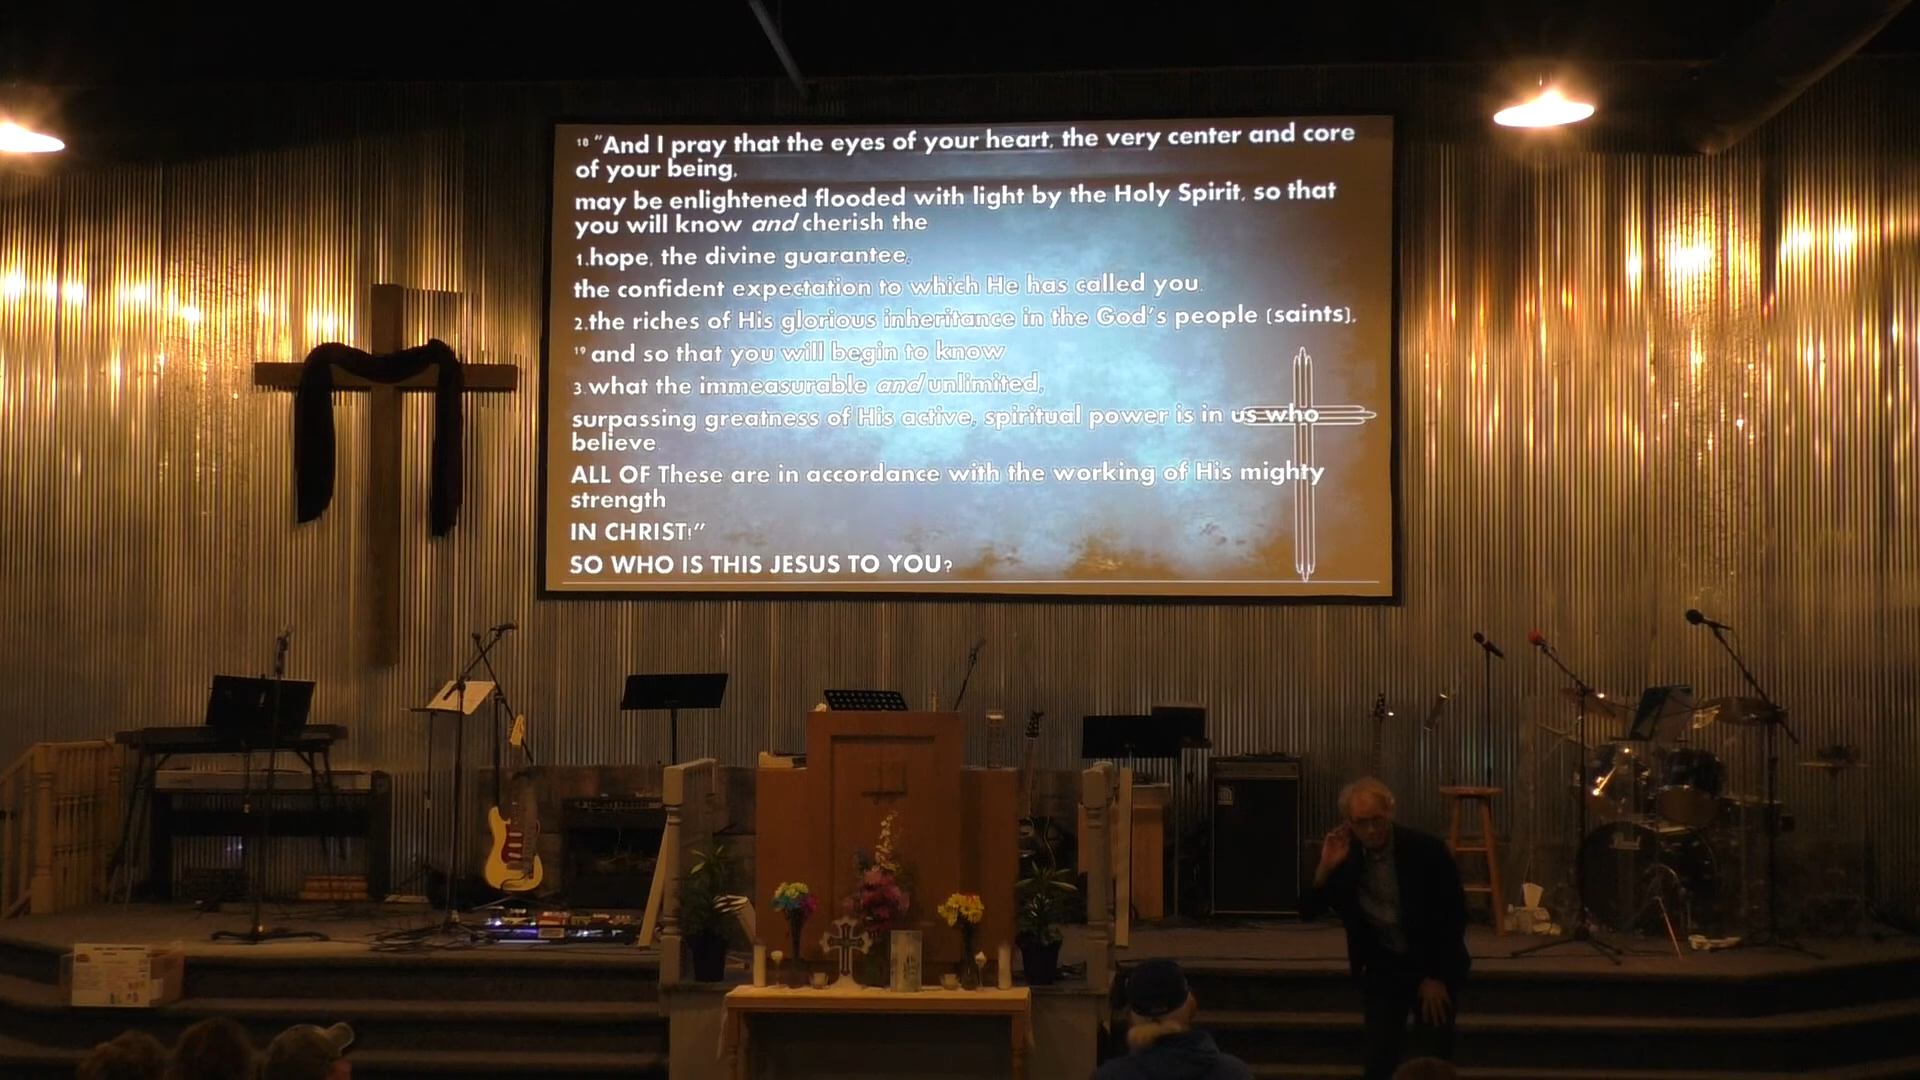 18 "And I pray that the eyes of your heart, the very center and core
of your being,
may be enlightened flooded with light by the Holy Spirit, so that
you will know and cherish the
1.hope, the divine guarantee,
the confident expectation to which He has called you.
2.the riches of His glorious inheritance in the God's people (saints),
19 and so that you will begin to know
3.what the immeasurable and unlimited,
surpassing greatness of His active, spiritual power is in us who
believe.
ALL OF These are in accordance with the working of His mighty
strength
IN CHRIST!"
SO WHO IS THIS JESUS TO YOU?